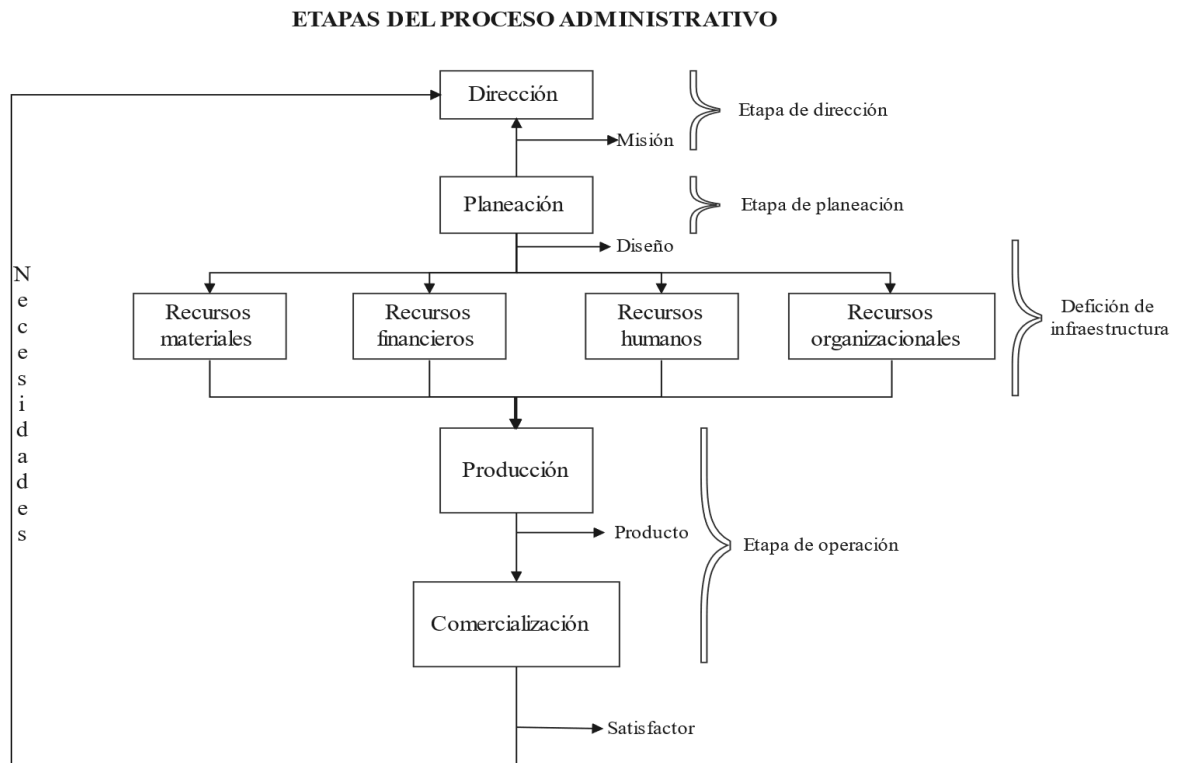 ETAPAS DEL PROCESO ADMINISTRATIVO
Dirección
Etapa de dirección
Misión
Planeación
Etapa de planeación
Diseño
Necesidades
Recursos
materiales
Recursos
financieros
Recursos
humanos
Recursos
organizacionales
Defición de
infraestructura
Producción
Producto
Etapa de operación
Comercialización
Satisfactor